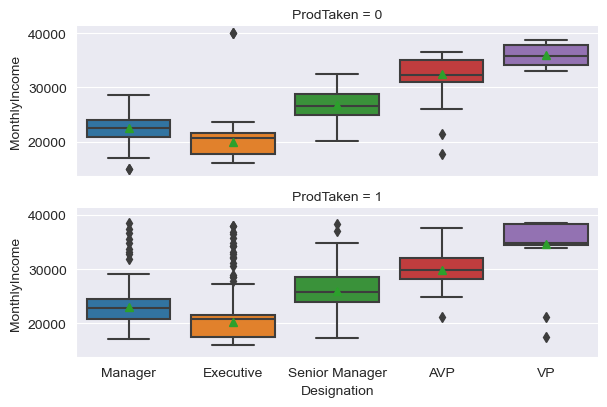 ProdTaken = 0
40000
30000
20000
MonthlyIncome
ProdTaken = 1
40000
30000
20000
MonthlyIncome
Manager Executive Senior Manager AVP VP
Designation